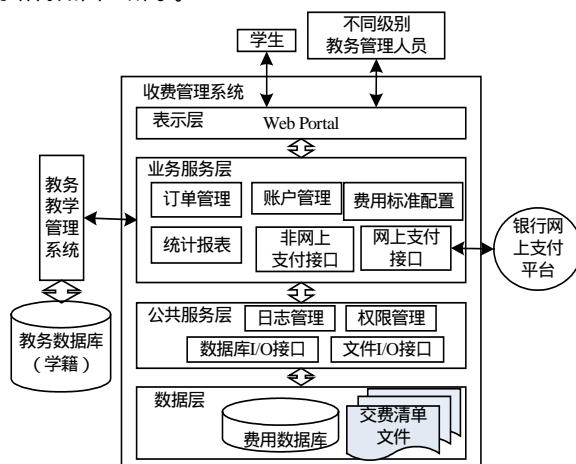 学生
不同级别
教务管理人员
收费管理系统
表示层 Web Portal
业务服务层
订单管理 账户管理 费用标准配置
统计报表 非网上
支付接口 网上支付
接口
教务
教学
管理
系统
银行网
上支付
平台
教务数据库
(学籍)
公共服务层 日志管理 权限管理
数据库I/O接口 文件I/O接口
数据层
费用数据库
交费清单
文件